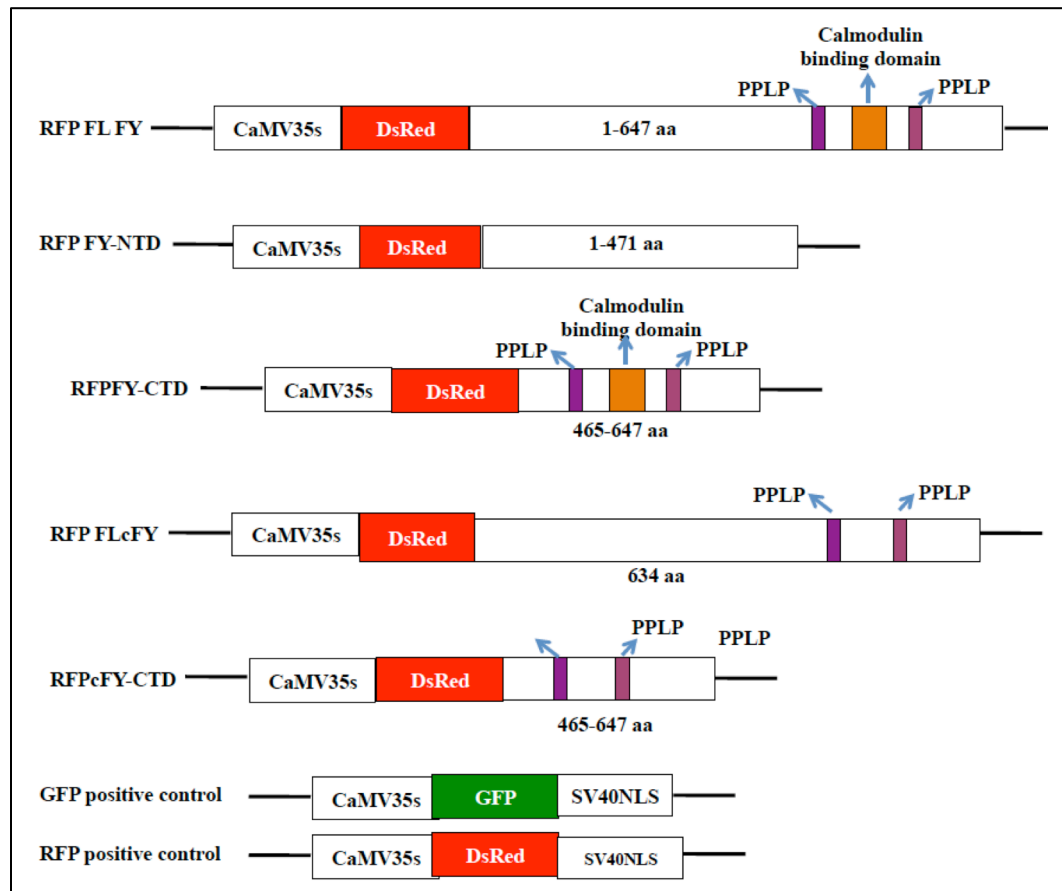 Calmodulin
binding domain
PPLP PPLP
RFP FL FY CaMV35s DsRed 1-647 aa
RFP FY-NTD CaMV35s DsRed 1-471 aa
Calmodulin
binding domain
PPLP PPLP
RFPFY-CTD CaMV35s DsRed
465-647 aa
PPLP PPLP
RFP FLcFY CaMV35s DsRed
634 aa
PPLP PPLP
RFPcFY-CTD CaMV35s DsRed
465-647 aa
GFP positive control CaMV35s GFP SV40NLS
RFP positive control CaMV35s DsRed SV40NLS